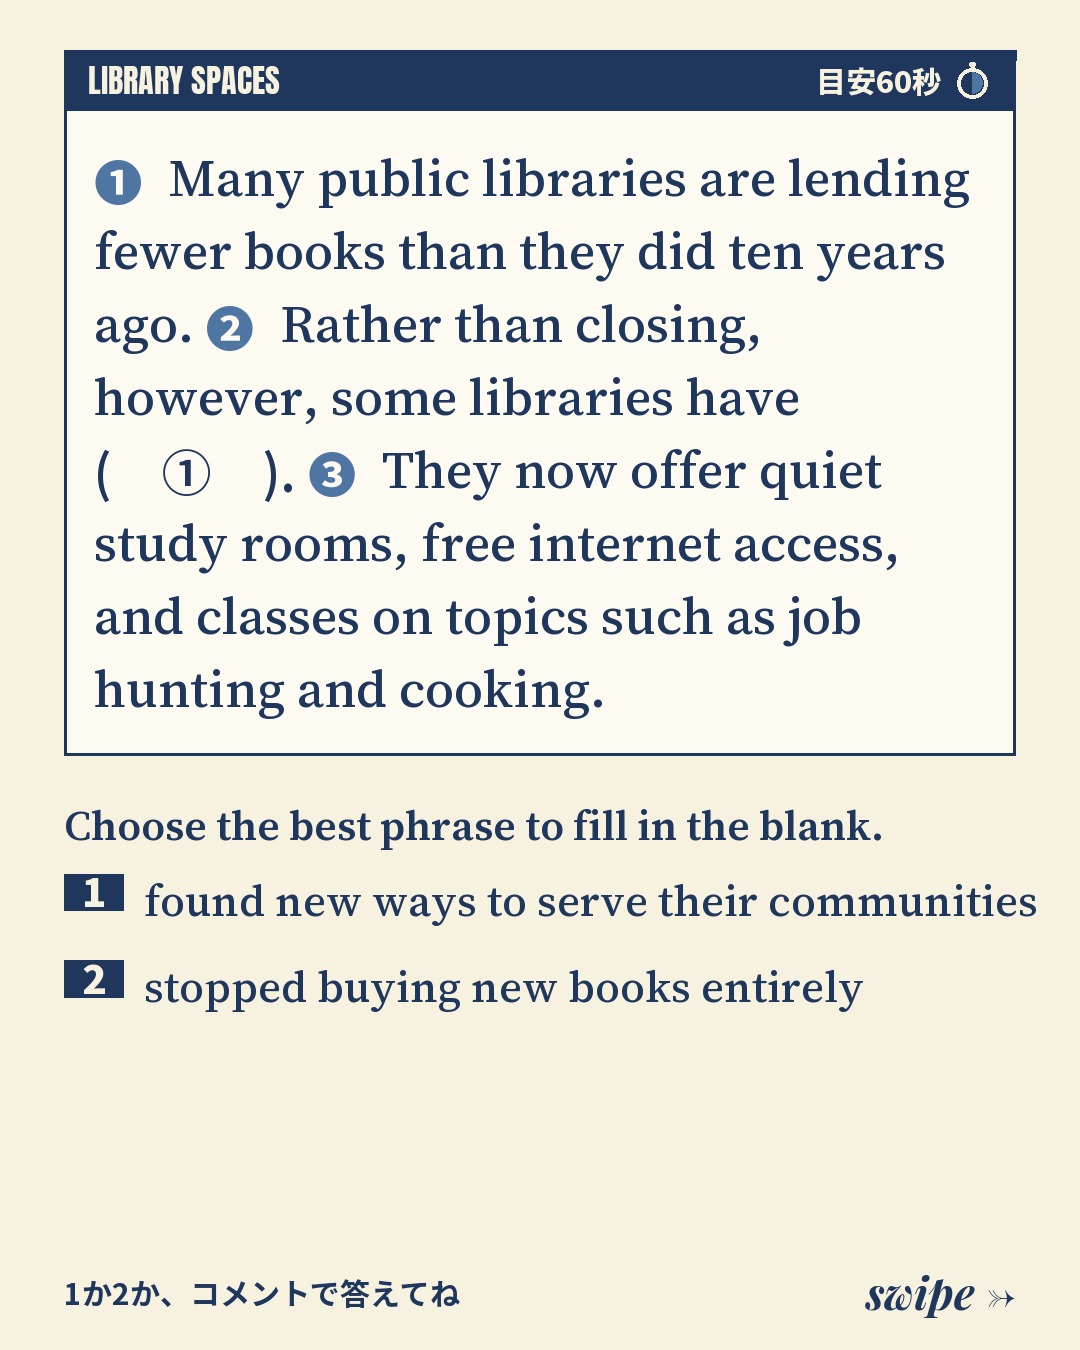 LIBRARY SPACES
目安60秒
❶ Many public libraries are lending
fewer books than they did ten years
ago. ❷ Rather than closing,
however, some libraries have
( ① ). ❸ They now offer quiet
study rooms, free internet access,
and classes on topics such as job
hunting and cooking.
Choose the best phrase to fill in the blank.
1 found new ways to serve their communities
2 stopped buying new books entirely
1か2か、コメントで答えてね
swipe